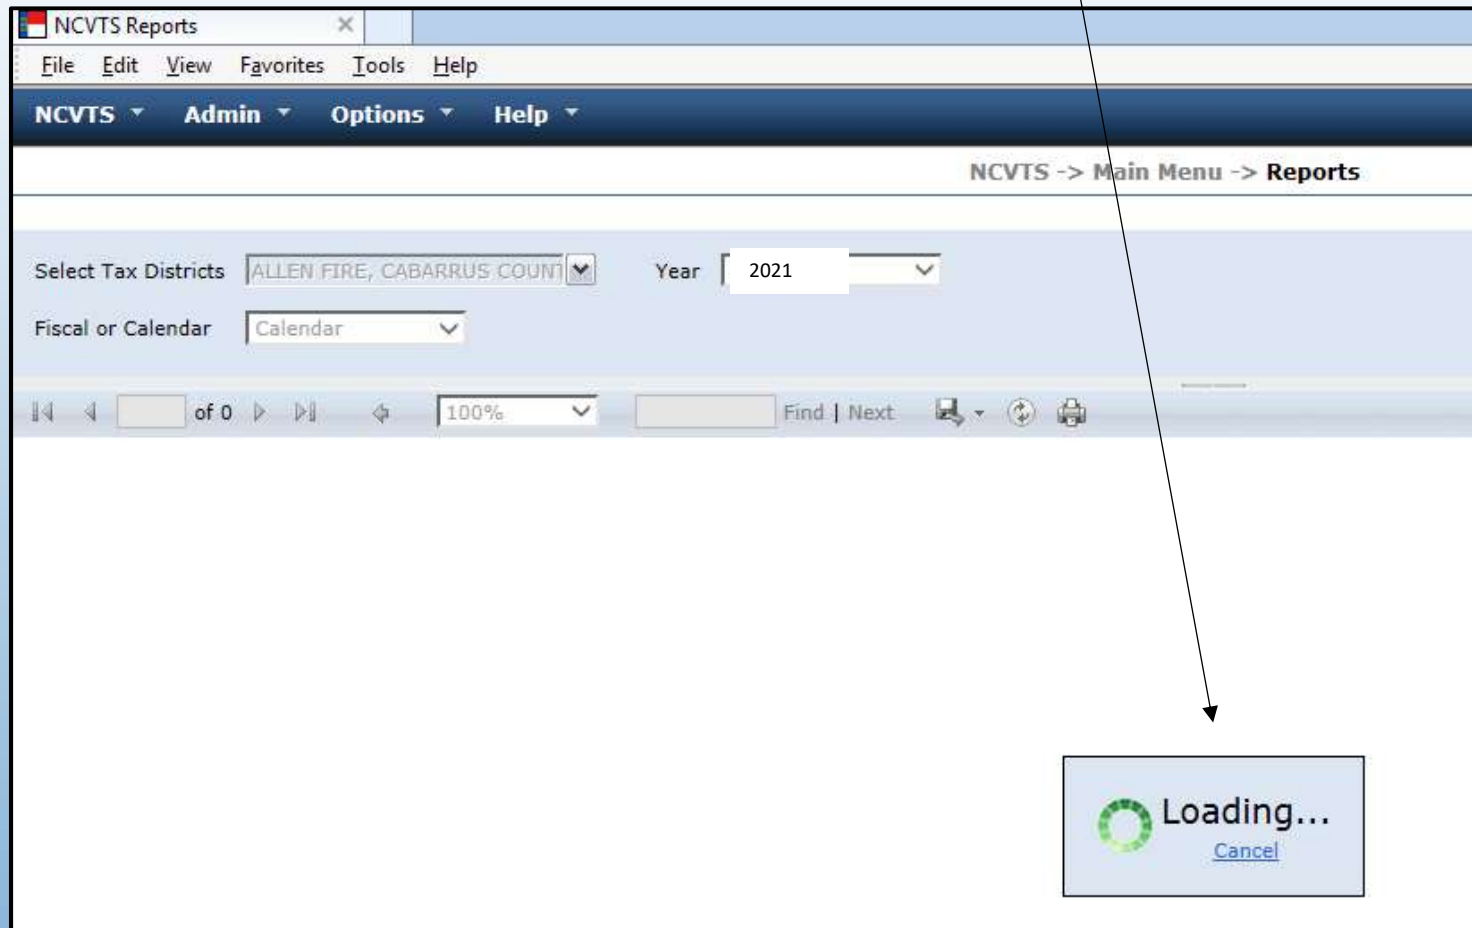 NCVTS Reports
File Edit View Favorites Tools Help
NCVTS Admin Options Help
NCVTS -> Main Menu -> Reports
Select Tax Districts ALLEN FIRE, CABARRUS COUNT Year 2021
Fiscal or Calendar Calendar
of 0 100% Find | Next
Loading...
Cancel